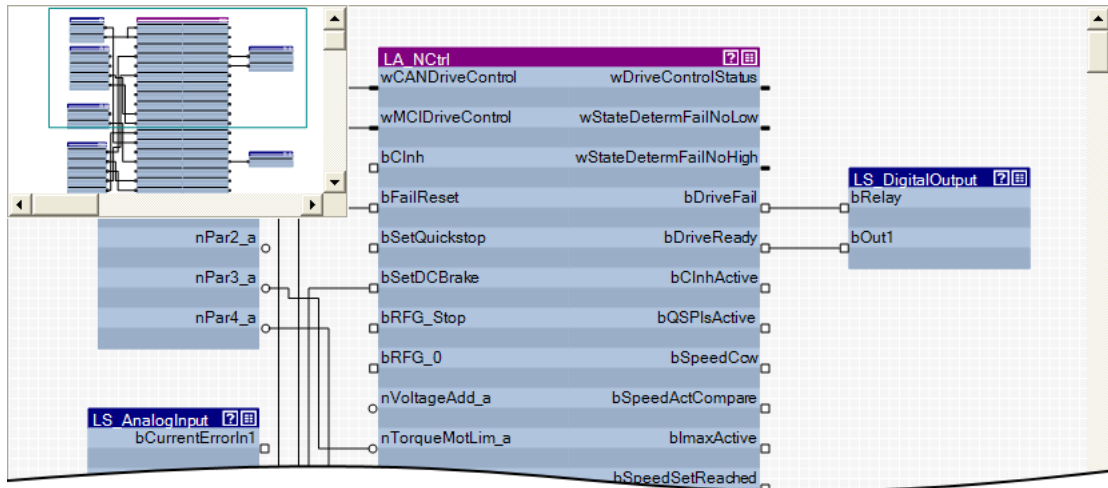 LA_NCtrl
wCANDriveControl wDriveControlStatus
wMCIDriveControl wStateDetermFailNoLow
bCInh wStateDetermFailNoHigh
bFailReset bDriveFail
bSetQuickstop bDriveReady
bSetDCBrake bCInhActive
bRFG_Stop bQSPIsActive
bRFG_0 bSpeedCcw
nVoltageAdd_a bSpeedActCompare
nTorqueMotLim_a bImaxActive
bSpeedSetReached
LS_DigitalOutput
bRelay
bOut1
nPar2_a
nPar3_a
nPar4_a
LS_AnalogInput
bCurrentErrorIn1